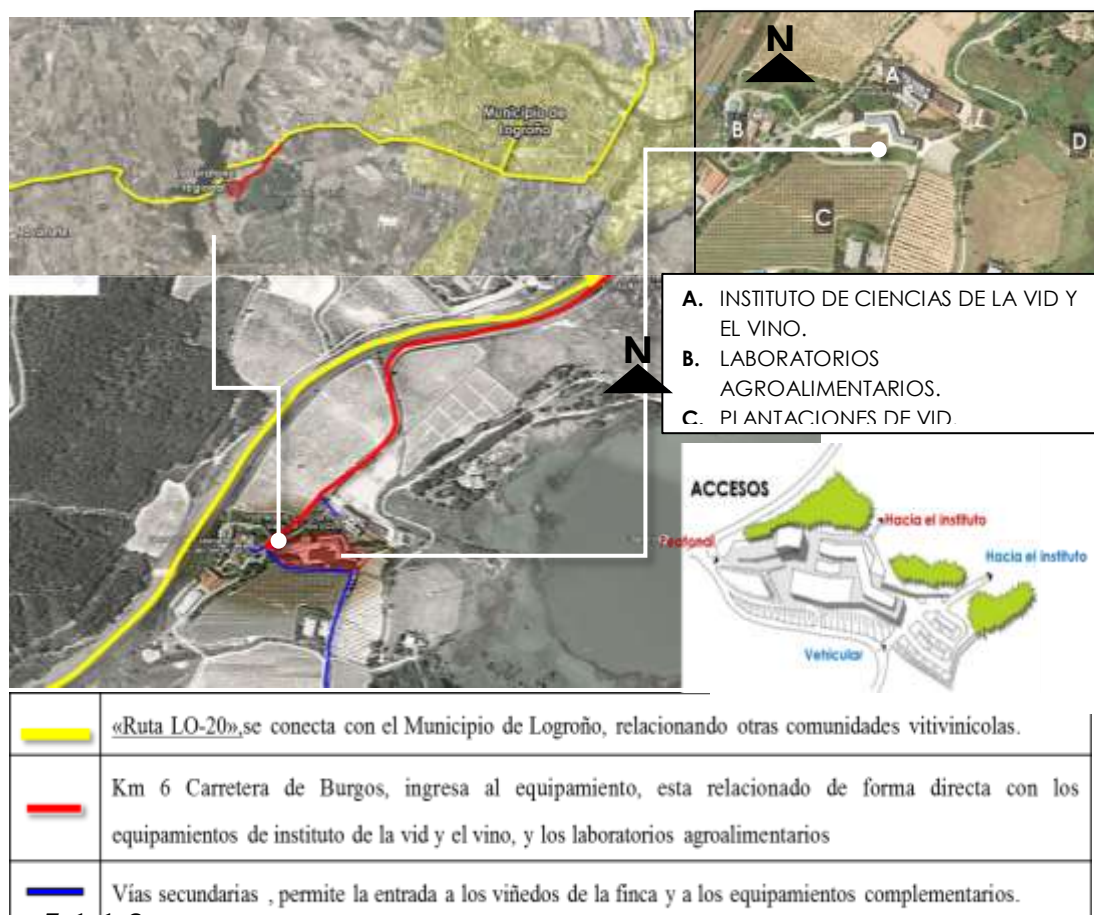 N
Municipio de
Logroño
A
B
D
C
A. INSTITUTO DE CIENCIAS DE LA VID Y
EL VINO.
B. LABORATORIOS
AGROALIMENTARIOS.
C. PLANTACIONES DE VID.
N
ACCESOS
Hacia el instituto
Peatonal
Hacia el instituto
Vehicular
«Ruta LO-20»,se conecta con el Municipio de Logroño, relacionando otras comunidades vitivinícolas.
Km 6 Carretera de Burgos, ingresa al equipamiento, esta relacionado de forma directa con los
equipamientos de instituto de la vid y el vino, y los laboratorios agroalimentarios
Vías secundarias , permite la entrada a los viñedos de la finca y a los equipamientos complementarios.